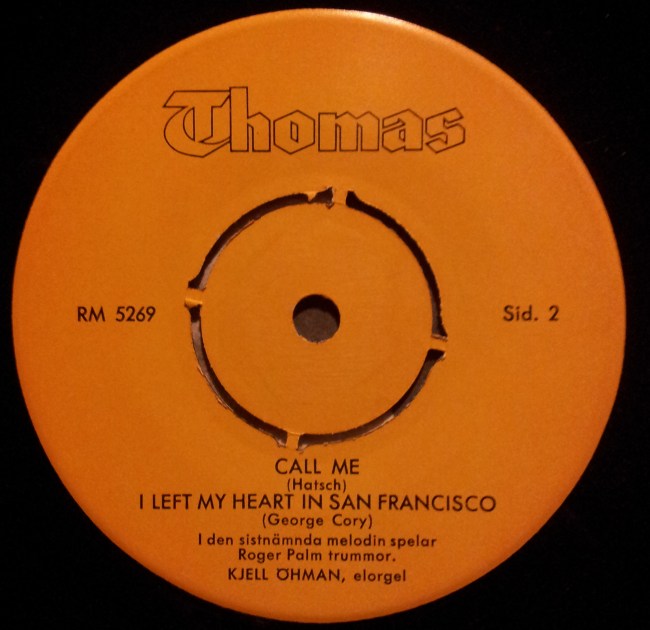 Thomas
RM 5269
Sid. 2
CALL ME
(Hatsch)
I LEFT MY HEART IN SAN FRANCISCO
(George Cory)
I den sistnämnda melodin spelar
Roger Palm trummor.
KJELL ÖHMAN, elorgel